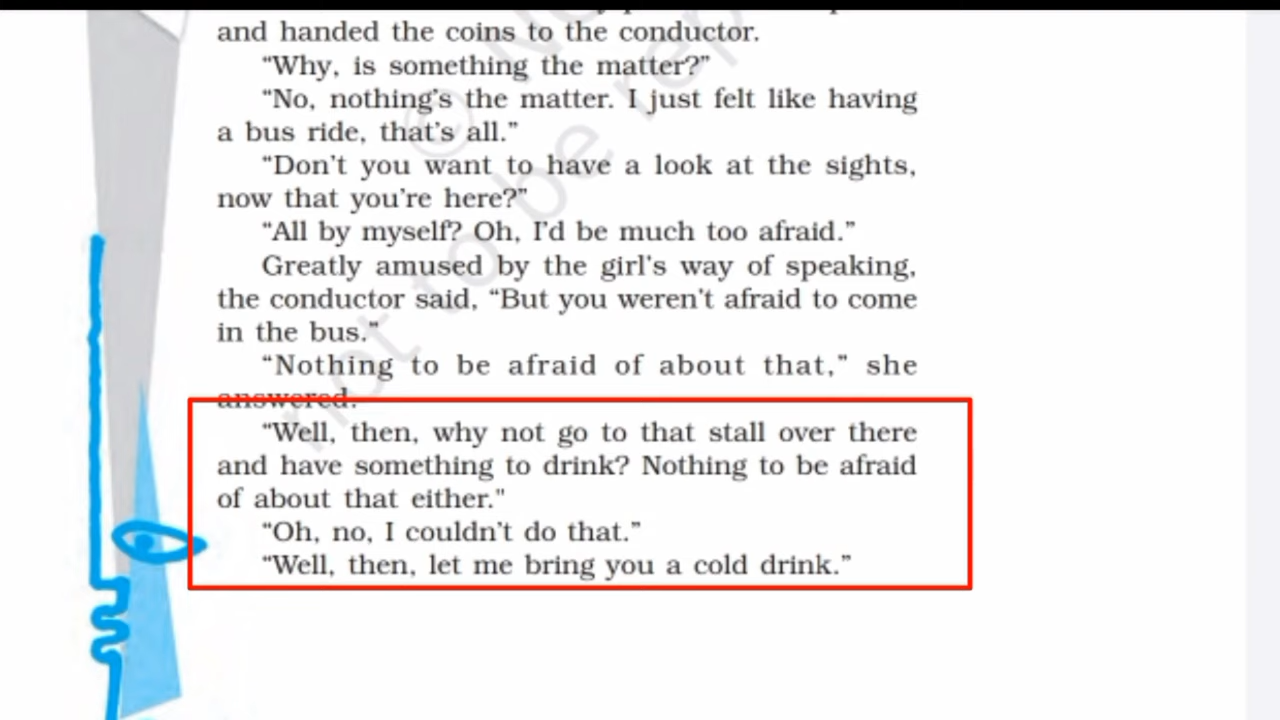 and handed the coins to the conductor.
“Why, is something the matter?”
“No, nothing’s the matter. I just felt like having
a bus ride, that’s all.”
“Don’t you want to have a look at the sights,
now that you’re here?”
“All by myself? Oh, I’d be much too afraid.”
Greatly amused by the girl's way of speaking,
the conductor said, “But you weren’t afraid to come
in the bus.”
“Nothing to be afraid of about that,” she
answered.
“Well, then, why not go to that stall over there
and have something to drink? Nothing to be afraid
of about that either."
“Oh, no, I couldn’t do that.”
“Well, then, let me bring you a cold drink.”
not to be rep